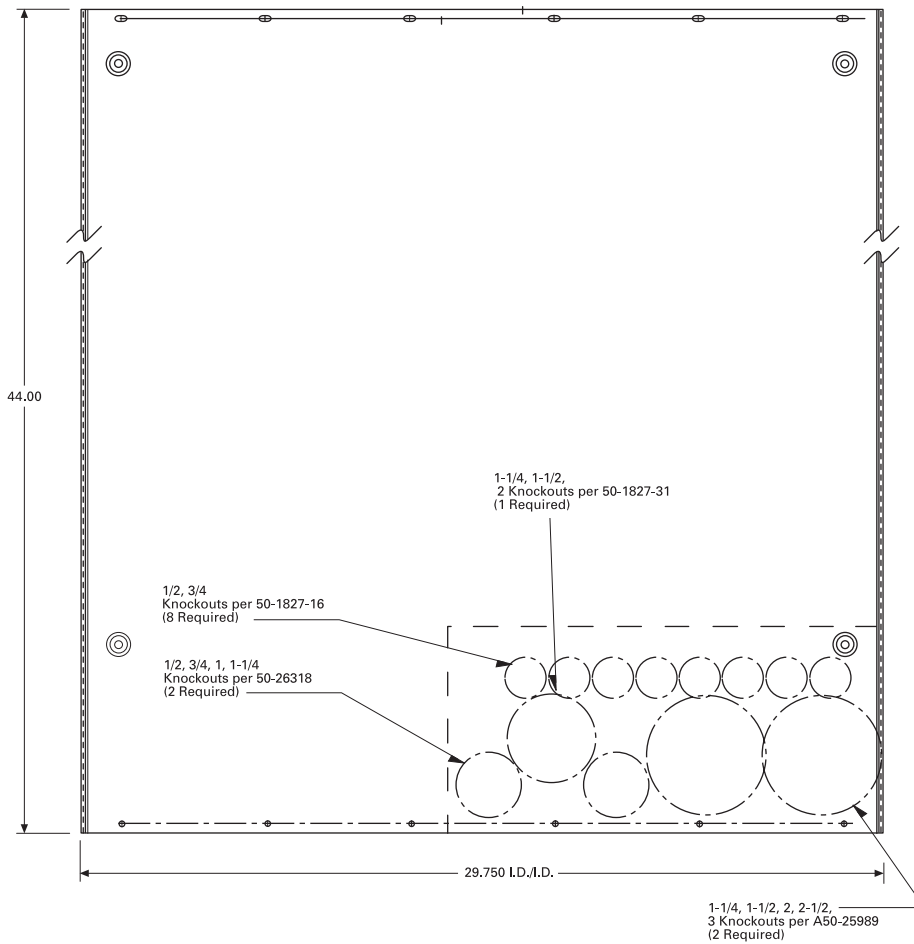 44.00
1-1/4, 1-1/2,
2 Knockouts per 50-1827-31
(1 Required)
1/2, 3/4
Knockouts per 50-1827-16
(8 Required)
1/2, 3/4, 1, 1-1/4
Knockouts per 50-26318
(2 Required)
29.750 I.D./I.D.
1-1/4, 1-1/2, 2, 2-1/2,
3 Knockouts per A50-25989
(2 Required)